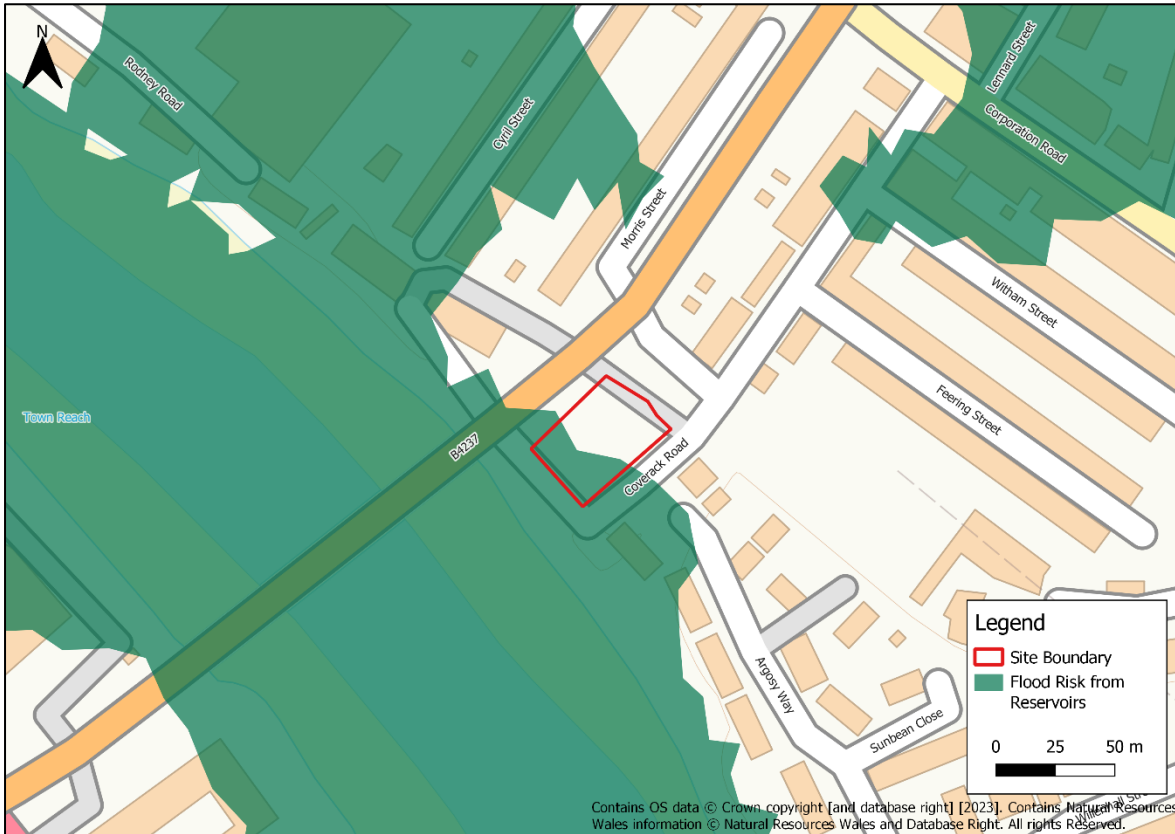 N
Rodney Road
Cyril Street
Lennard Street
Corporation Road
Morris Street
Witham Street
Feering Street
Town Reach
B4237
Coverack Road
Argosy Way
Sunbean Close
Legend
Site Boundary
Flood Risk from
Reservoirs
0 25 50 m
Contains OS data © Crown copyright [and database right] [2023]. Contains Natural Resources
Wales information © Natural Resources Wales and Database Right. All rights Reserved.